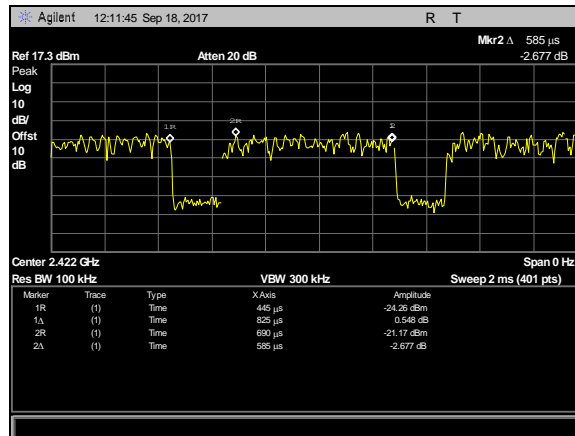 Agilent 12:11:45 Sep 18, 2017 R T
Mkr2 Δ 585 µs
Ref 17.3 dBm Atten 20 dB -2.677 dB
Peak
Log
10
dB/
Offst
10
dB
1R
2R
2
Center 2.422 GHz Span 0 Hz
Res BW 100 kHz VBW 300 kHz Sweep 2 ms (401 pts)
Marker Trace Type X Axis Amplitude
1R (1) Time 445 µs -24.26 dBm
1Δ (1) Time 825 µs 0.548 dB
2R (1) Time 690 µs -21.17 dBm
2Δ (1) Time 585 µs -2.677 dB